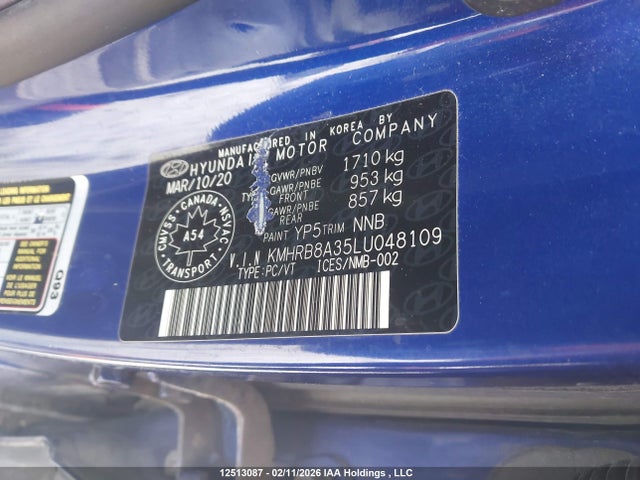 MANUFACTURED IN KOREA BY
HYUNDAI MOTOR COMPANY
MAR/10/20
GVWR/PNBV 1710 kg
GAWR/PNBE FRONT 953 kg
GAWR/PNBE REAR 857 kg
PAINT YP5 TRIM NNB
V.I.N KMHRB8A35LU048109
TYPE:PC/VT ICES/NMB-002
CMVSS · CANADA · NSVAC
A54
TRANSPORT
C93
12513087 - 02/11/2026 IAA Holdings , LLC